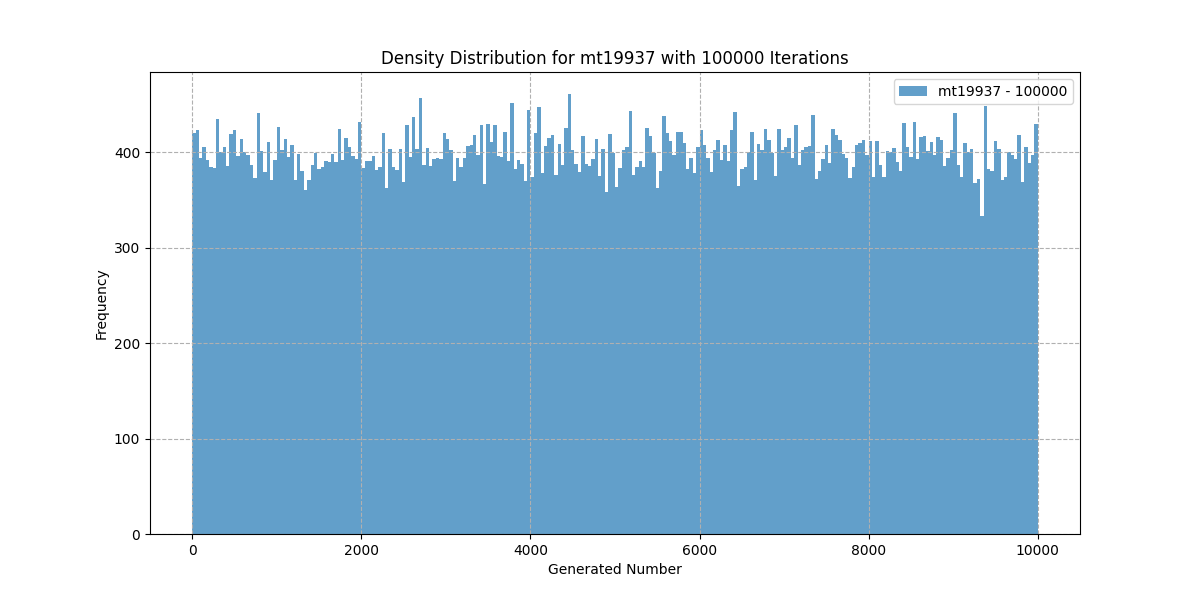 Density Distribution for mt19937 with 100000 Iterations
mt19937 - 100000
400
300
200
100
0
Frequency
0 2000 4000 6000 8000 10000
Generated Number